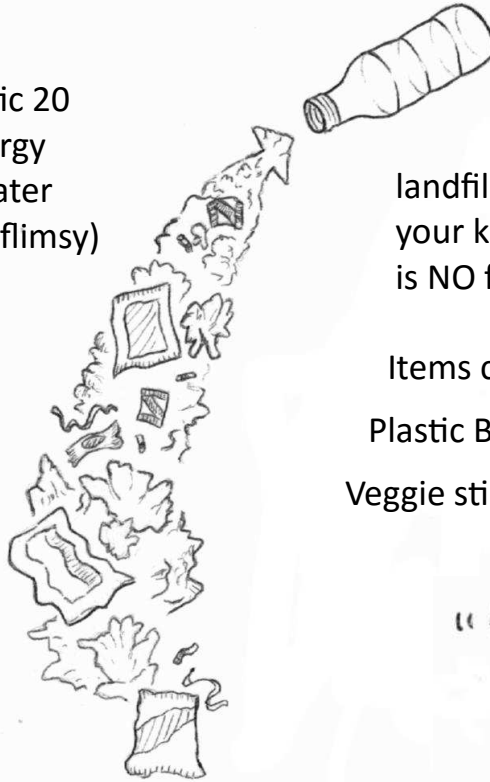 ic 20
rgy
ater
flimsy)
landfil
your k
is NO f
Items o
Plastic B
Veggie sti
"